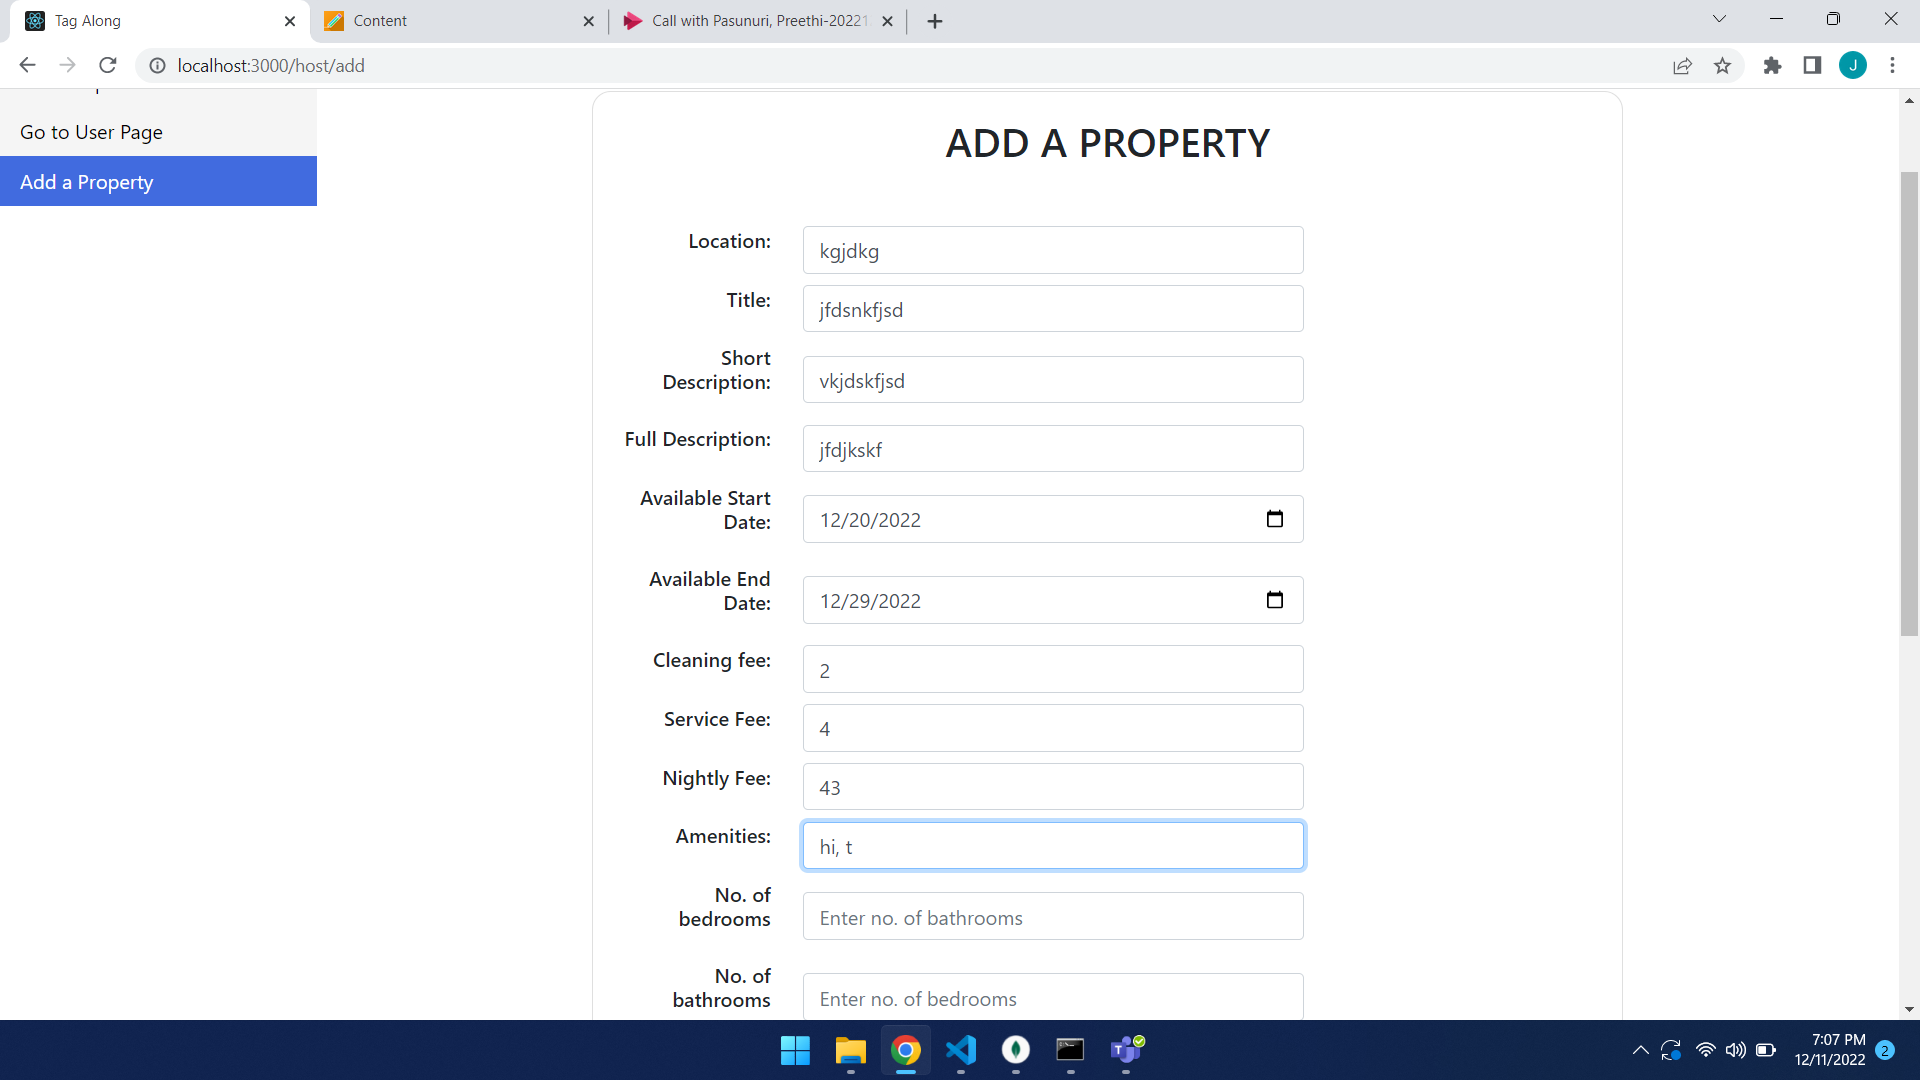 Tag Along
Content
Call with Pasunuri, Preethi-20221
localhost:3000/host/add
J
Go to User Page
Add a Property
ADD A PROPERTY
Location:
kgjdkg
Title:
jfdsnkfjsd
Short
Description:
vkjdskfjsd
Full Description:
jfdjkskf
Available Start
Date:
12/20/2022
Available End
Date:
12/29/2022
Cleaning fee:
2
Service Fee:
4
Nightly Fee:
43
Amenities:
hi, t
No. of
bedrooms
Enter no. of bathrooms
No. of
bathrooms
Enter no. of bedrooms
7:07 PM
12/11/2022
2